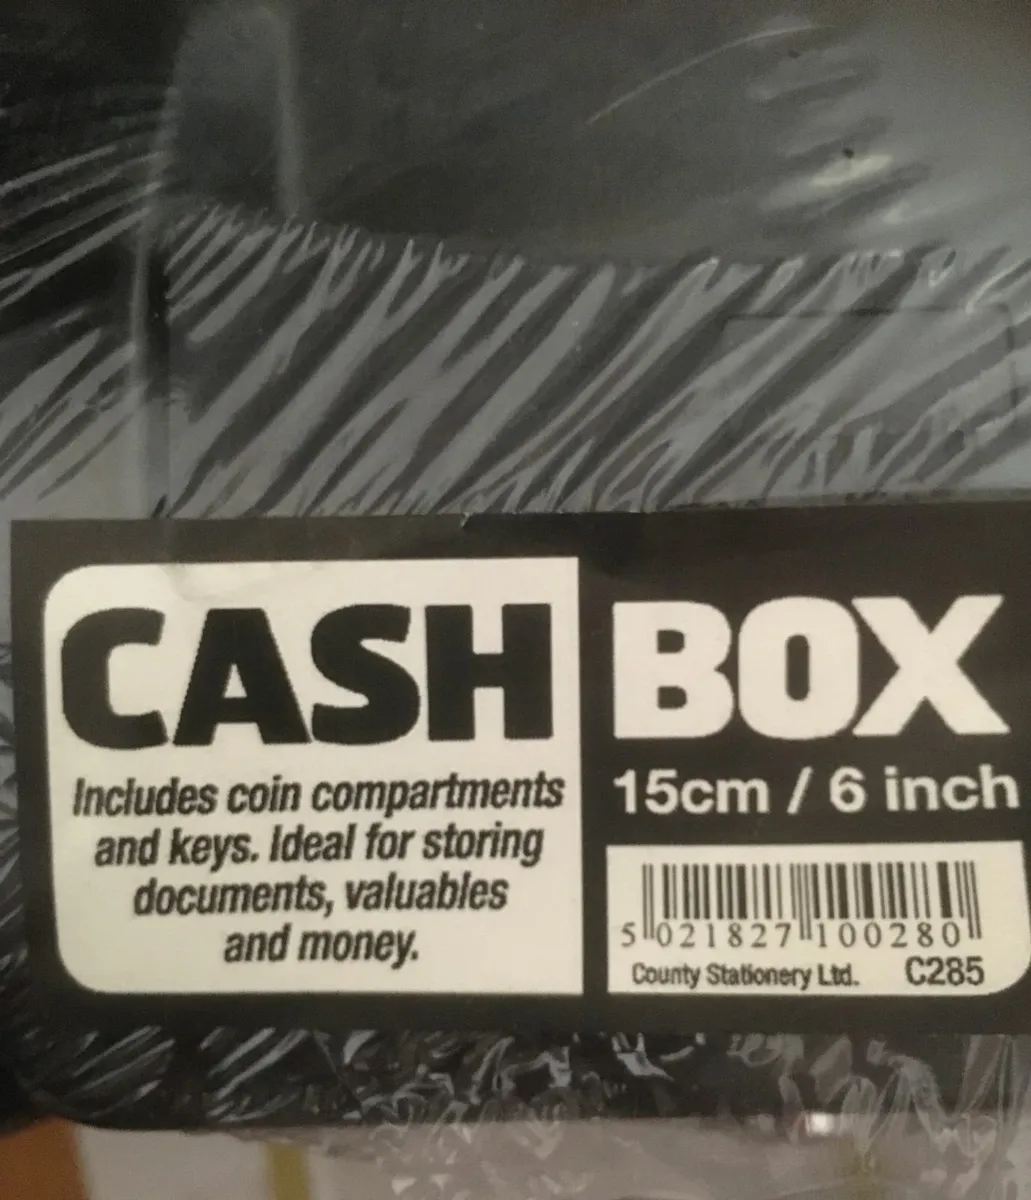 CASH BOX
Includes coin compartments
and keys. Ideal for storing
documents, valuables
and money.
15cm / 6 inch
5 021827 100280
County Stationery Ltd. C285